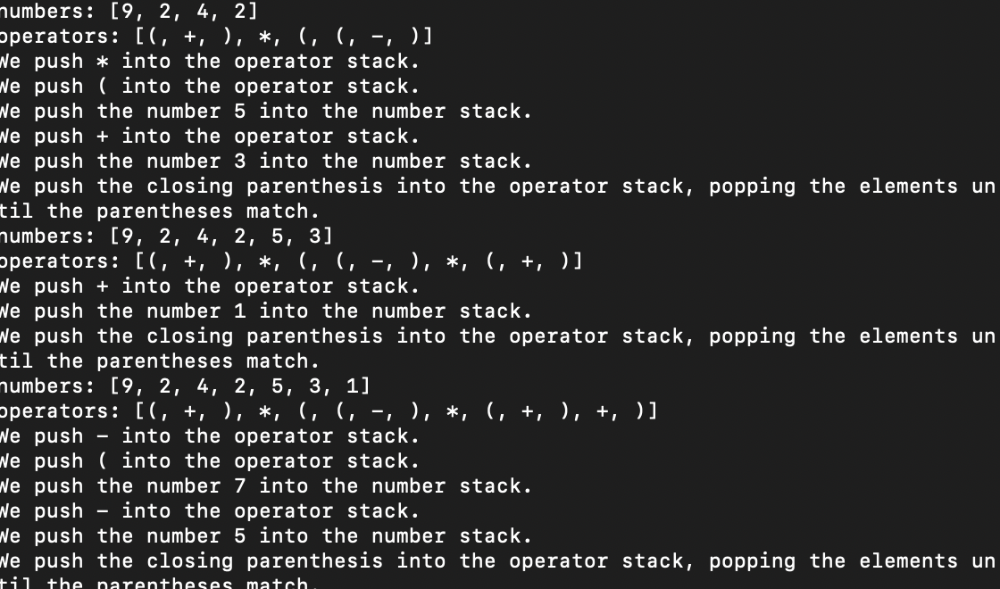 numbers: [9, 2, 4, 2]
operators: [(, +, ), *, (, (, −, )]
We push * into the operator stack.
We push ( into the operator stack.
We push the number 5 into the number stack.
We push + into the operator stack.
We push the number 3 into the number stack.
We push the closing parenthesis into the operator stack, popping the elements un
til the parentheses match.
numbers: [9, 2, 4, 2, 5, 3]
operators: [(, +, ), *, (, (, −, ), *, (, +, )]
We push + into the operator stack.
We push the number 1 into the number stack.
We push the closing parenthesis into the operator stack, popping the elements un
til the parentheses match.
numbers: [9, 2, 4, 2, 5, 3, 1]
operators: [(, +, ), *, (, (, −, ), *, (, +, ), +, )]
We push − into the operator stack.
We push ( into the operator stack.
We push the number 7 into the number stack.
We push − into the operator stack.
We push the number 5 into the number stack.
We push the closing parenthesis into the operator stack, popping the elements un
til the parentheses match.